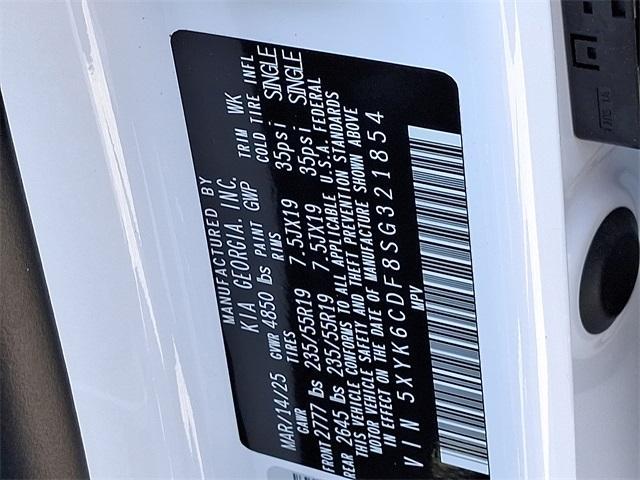 MANUFACTURED BY
KIA GEORGIA, INC.
MAR/14/25 GVWR 4850 lbs PAINT GWP TRIM WK
GAWR TIRES RIMS COLD TIRE INFL
FRONT 2777 lbs 235/55R19 7.5JX19 35psi SINGLE
REAR 2645 lbs 235/55R19 7.5JX19 35psi SINGLE
THIS VEHICLE CONFORMS TO ALL APPLICABLE U.S.A. FEDERAL
MOTOR VEHICLE SAFETY AND THEFT PREVENTION STANDARDS
IN EFFECT ON THE DATE OF MANUFACTURE SHOWN ABOVE
VIN 5XYK6CDF8SG321854
MPV